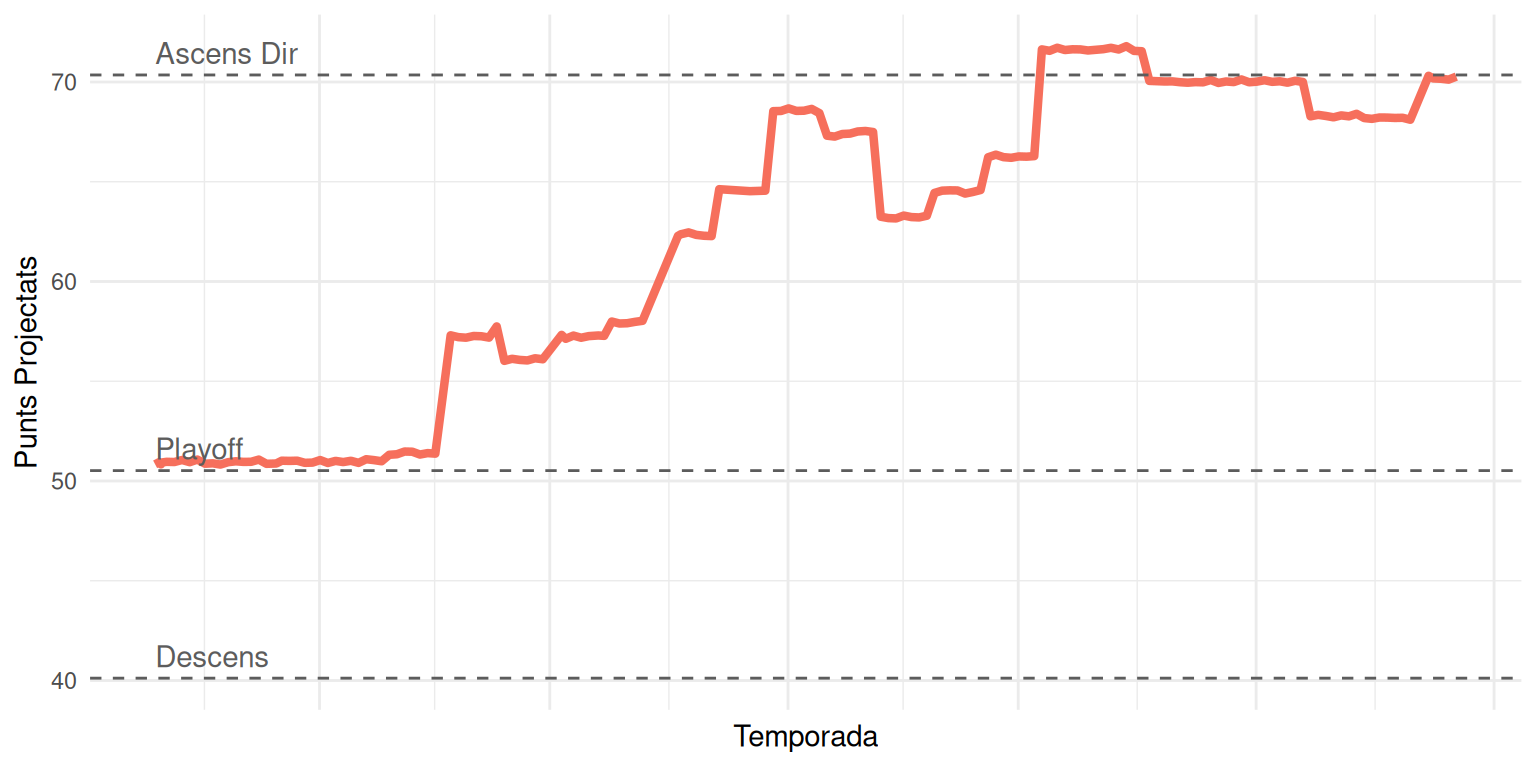 Ascens Dir
70
60
Playoff
50
Descens
40
Punts Projectats
Temporada